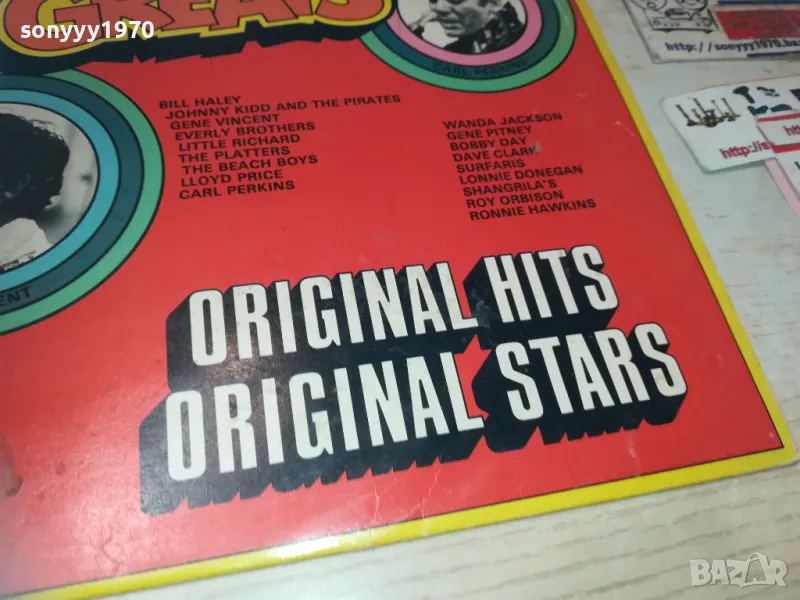 sonyyy1970
GREATS
CARL PERKINS
http://sonyyy1970.ba
BILL HALEY
JOHNNY KIDD AND THE PIRATES
GENE VINCENT
EVERLY BROTHERS
LITTLE RICHARD
THE PLATTERS
THE BEACH BOYS
LLOYD PRICE
CARL PERKINS
WANDA JACKSON
GENE PITNEY
BOBBY DAY
DAVE CLARK
SURFARIS
LONNIE DONEGAN
SHANGRILA'S
ROY ORBISON
RONNIE HAWKINS
http://s
ENT
ORIGINAL HITS
ORIGINAL STARS
BAZAR